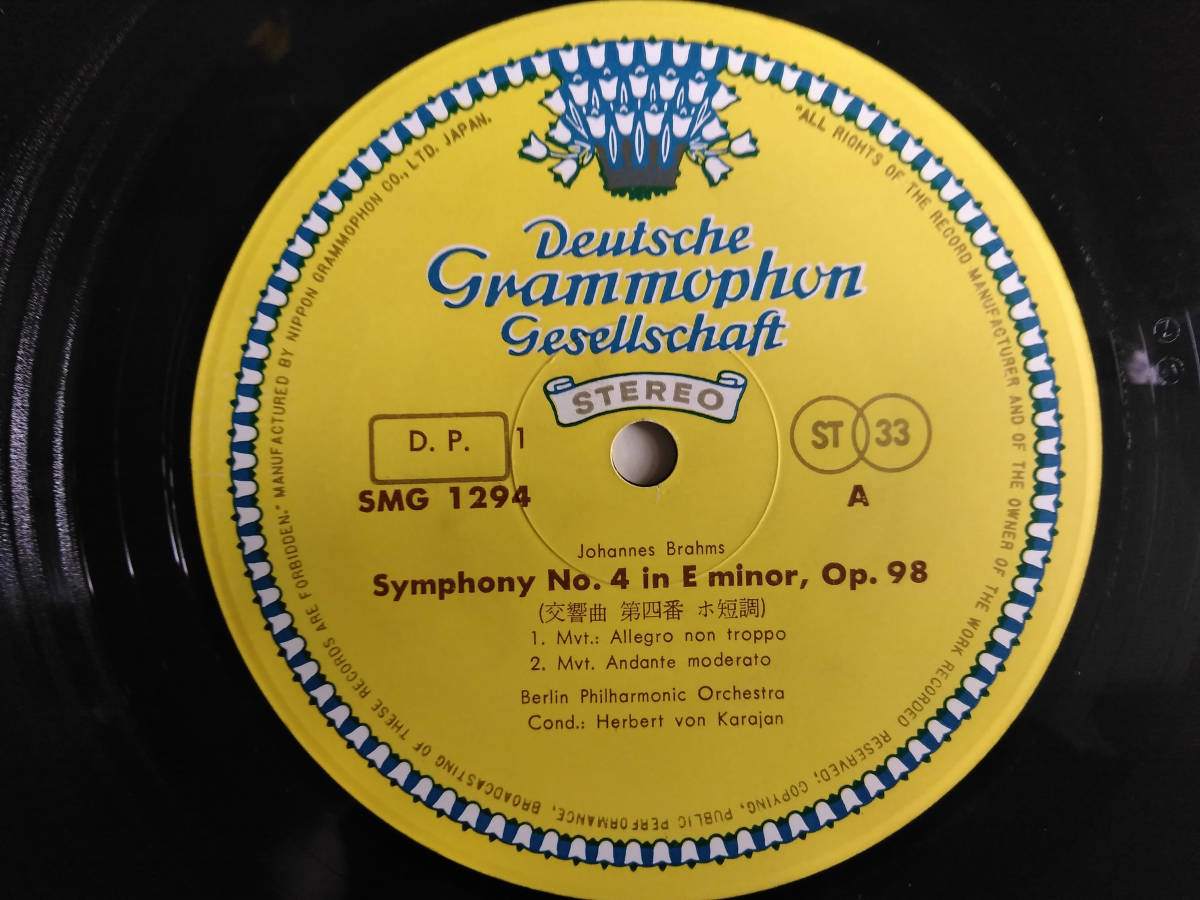 Deutsche
Grammophon
Gesellschaft
STEREO
D. P. 1
ST 33
SMG 1294
A
Johannes Brahms
Symphony No. 4 in E minor, Op. 98
(交響曲 第四番 ホ短調)
1. Mvt.: Allegro non troppo
2. Mvt. Andante moderato
Berlin Philharmonic Orchestra
Cond.: Herbert von Karajan
"ALL RIGHTS OF THE RECORD MANUFACTURER AND OF THE OWNER OF THE WORK RECORDED RESERVED; COPYING, PUBLIC PERFORMANCE, BROADCASTING OF THESE RECORDS ARE FORBIDDEN." MANUFACTURED BY NIPPON GRAMMOPHON CO., LTD. JAPAN.